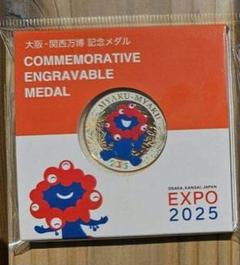 大阪・関西万博 記念メダル
COMMEMORATIVE
ENGRAVABLE
MEDAL
MYAKU-MYAKU
OSAKA, KANSAI, JAPAN
EXPO
2025